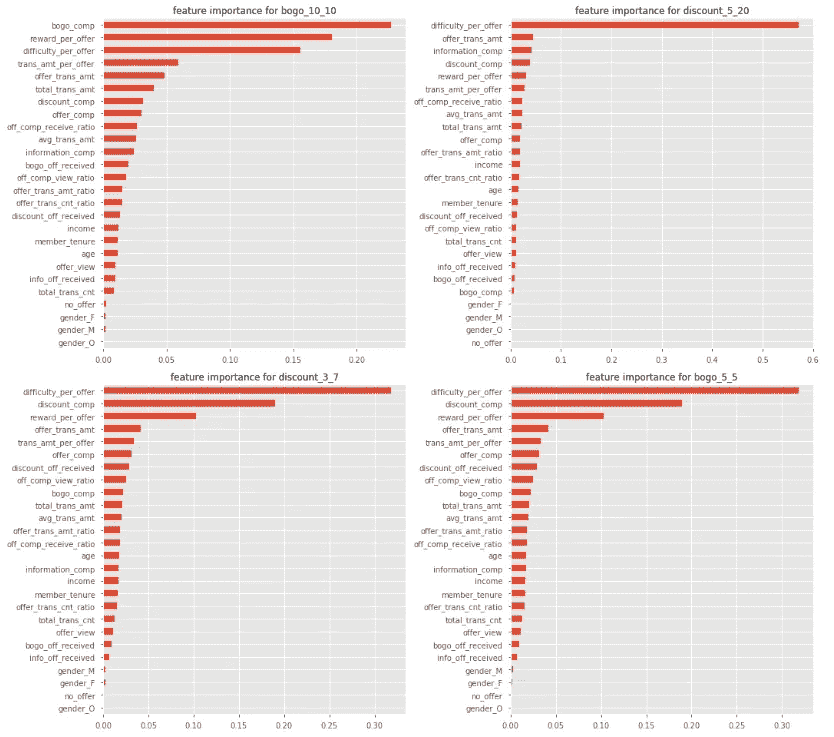 feature importance for bogo_10_10
bogo_comp
reward_per_offer
difficulty_per_offer
trans_amt_per_offer
offer_trans_amt
total_trans_amt
discount_comp
offer_comp
off_comp_receive_ratio
avg_trans_amt
information_comp
bogo_off_received
off_comp_view_ratio
offer_trans_amt_ratio
offer_trans_cnt_ratio
discount_off_received
income
member_tenure
age
offer_view
info_off_received
total_trans_cnt
no_offer
gender_F
gender_M
gender_O
0.00 0.05 0.10 0.15 0.20
feature importance for discount_5_20
difficulty_per_offer
offer_trans_amt
information_comp
discount_comp
reward_per_offer
trans_amt_per_offer
off_comp_receive_ratio
avg_trans_amt
total_trans_amt
offer_comp
offer_trans_amt_ratio
income
offer_trans_cnt_ratio
age
member_tenure
discount_off_received
off_comp_view_ratio
total_trans_cnt
offer_view
info_off_received
bogo_off_received
bogo_comp
gender_F
gender_M
gender_O
no_offer
0.0 0.1 0.2 0.3 0.4 0.5 0.6
feature importance for discount_3_7
difficulty_per_offer
discount_comp
reward_per_offer
offer_trans_amt
trans_amt_per_offer
offer_comp
discount_off_received
off_comp_view_ratio
bogo_comp
total_trans_amt
avg_trans_amt
offer_trans_amt_ratio
off_comp_receive_ratio
age
information_comp
income
member_tenure
offer_trans_cnt_ratio
total_trans_cnt
offer_view
bogo_off_received
info_off_received
gender_M
gender_F
no_offer
gender_O
0.00 0.05 0.10 0.15 0.20 0.25 0.30
feature importance for bogo_5_5
difficulty_per_offer
discount_comp
reward_per_offer
offer_trans_amt
trans_amt_per_offer
offer_comp
discount_off_received
off_comp_view_ratio
bogo_comp
total_trans_amt
avg_trans_amt
offer_trans_amt_ratio
off_comp_receive_ratio
age
information_comp
income
member_tenure
offer_trans_cnt_ratio
total_trans_cnt
offer_view
bogo_off_received
info_off_received
gender_M
gender_F
no_offer
gender_O
0.00 0.05 0.10 0.15 0.20 0.25 0.30